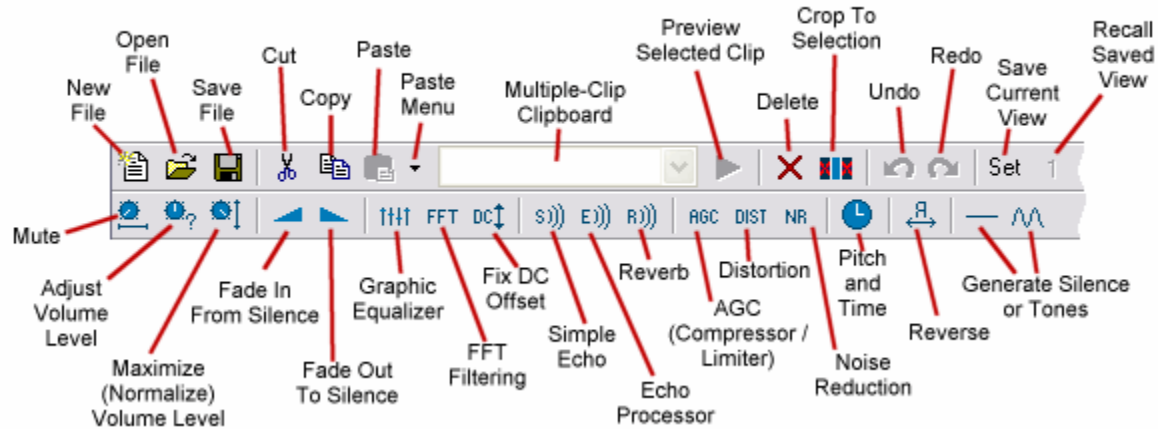 New
File
Open
File
Save
File
Cut
Copy
Paste
Paste
Menu
Multiple-Clip
Clipboard
Preview
Selected Clip
Delete
Crop To
Selection
Undo
Redo
Save
Current
View
Recall
Saved
View
Set 1
? FFT DC S))) E))) R))) AGC DIST NR R
Mute
Adjust
Volume
Level
Maximize
(Normalize)
Volume Level
Fade In
From Silence
Fade Out
To Silence
Graphic
Equalizer
FFT
Filtering
Fix DC
Offset
Simple
Echo
Echo
Processor
Reverb
AGC
(Compressor /
Limiter)
Distortion
Noise
Reduction
Pitch
and
Time
Reverse
Generate Silence
or Tones